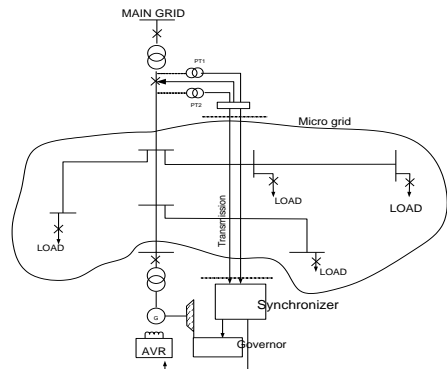 MAIN GRID
PT1
PT2
Micro grid
LOAD
LOAD
LOAD
LOAD
Transmission
Synchronizer
G
Governor
AVR